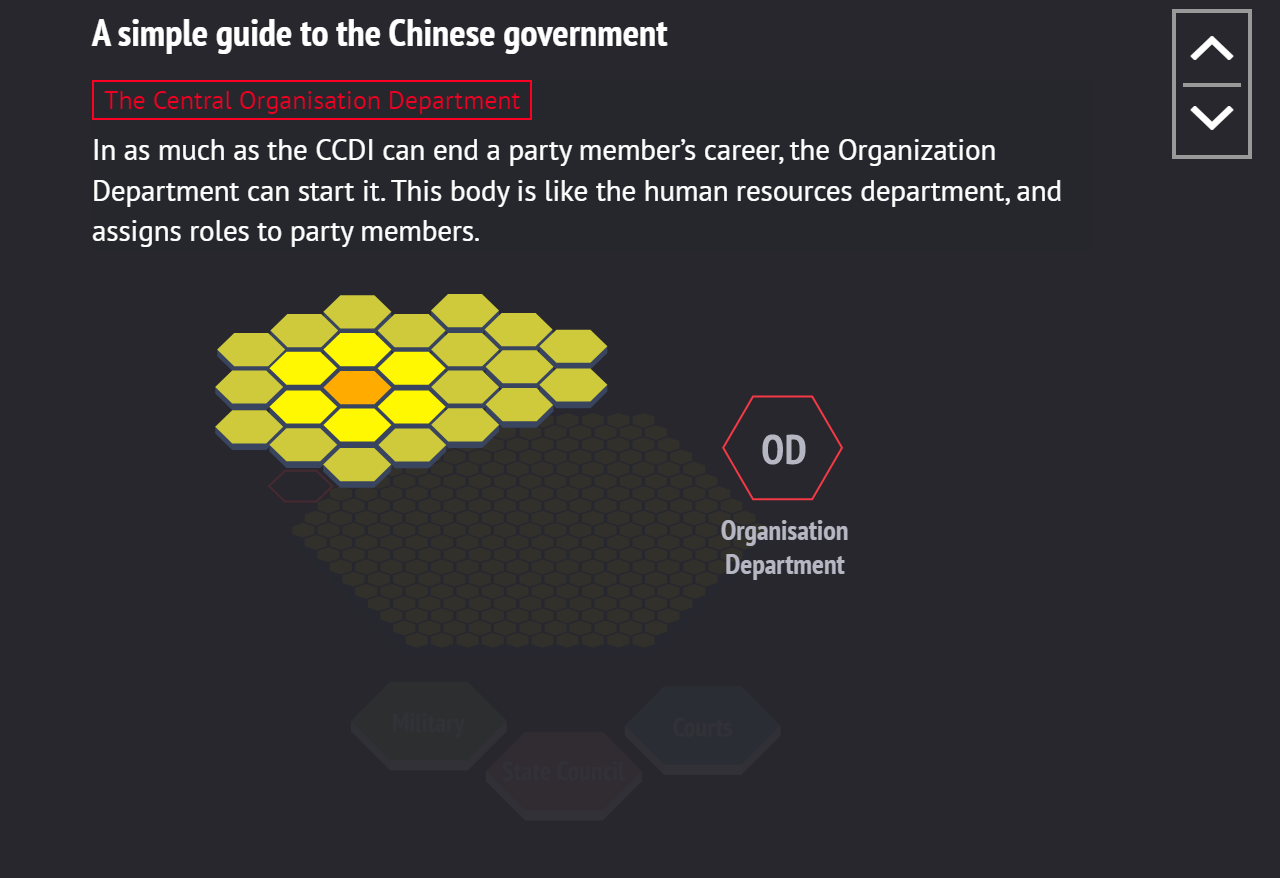 A simple guide to the Chinese government
The Central Organisation Department
In as much as the CCDI can end a party member’s career, the Organization
Department can start it. This body is like the human resources department, and
assigns roles to party members.
OD
Organisation
Department
Military
Courts
State Council